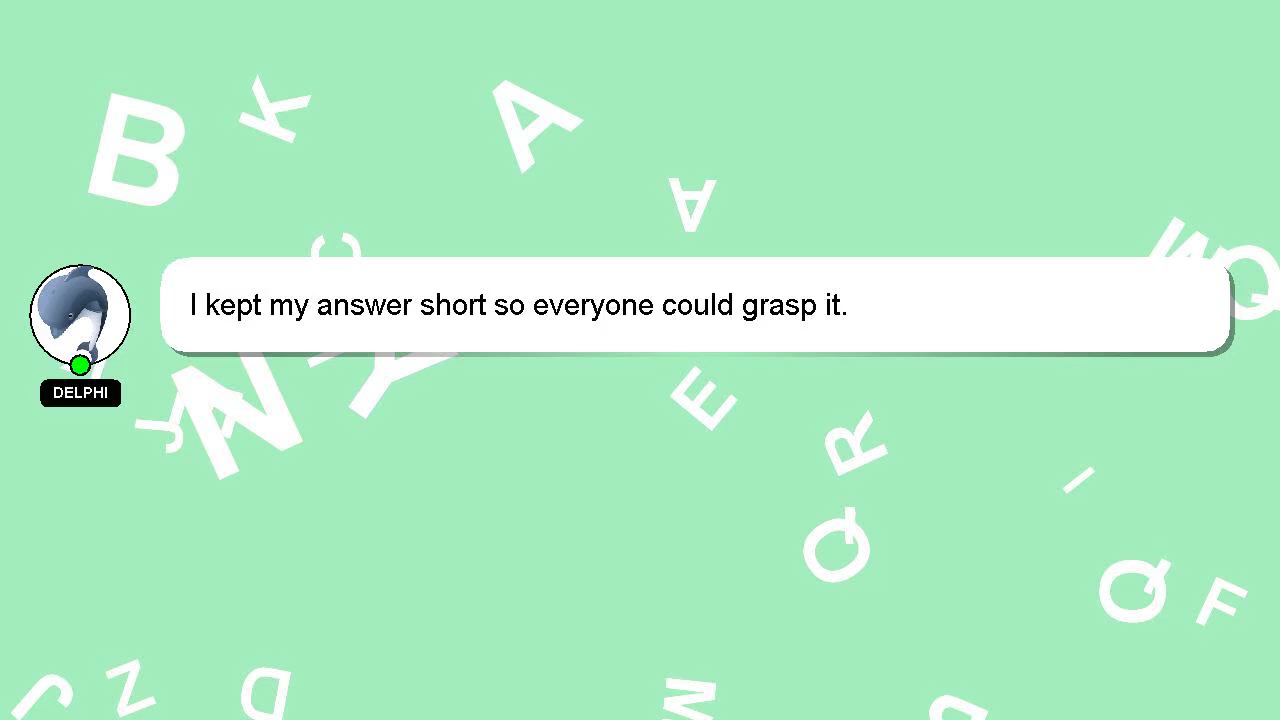 B
K
A
A
C
M
Q
I kept my answer short so everyone could grasp it.
DELPHI
N
Y
J
A
E
R
I
Q
Q
F
J
Z
D
M